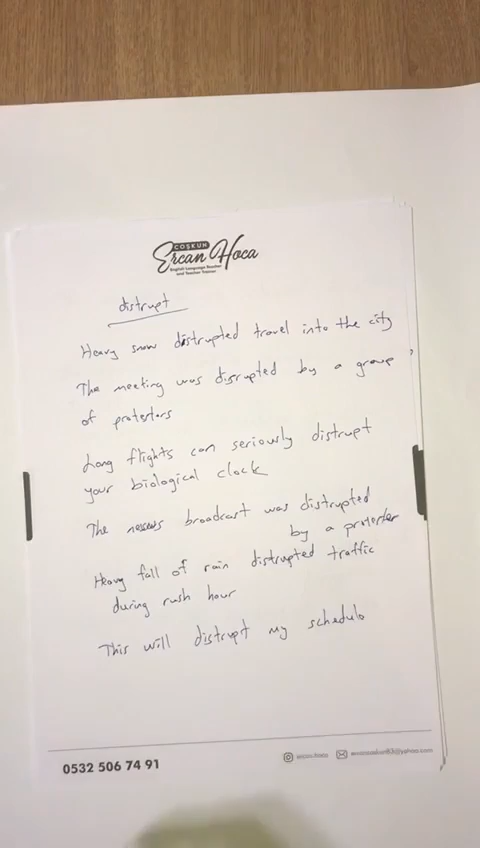 COŞKUN
Ercan Hoca
English Language Teacher
and Teacher Trainer
distrupt
Heavy snow distrupted travel into the city
The meeting was disrupted by a group
of protestors
Long flights can seriously distrupt
your biological clock
The broadcast was distrupted
by a protester
Heavy fall of rain distrupted traffic
during rush hour
This will distrupt my schedule
0532 506 74 91